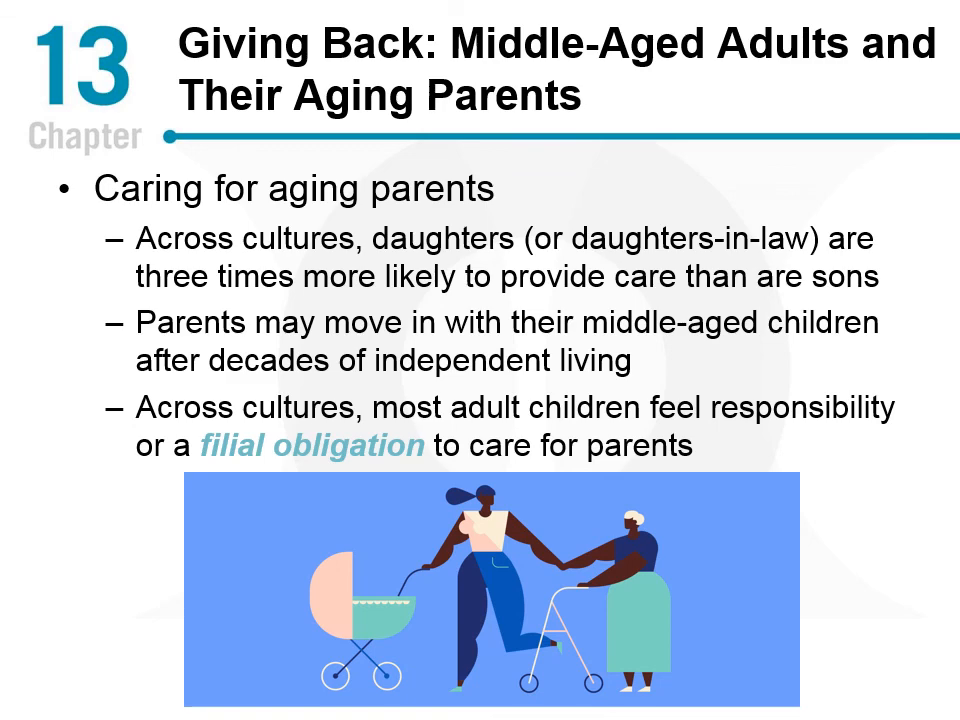 13
Chapter
Giving Back: Middle-Aged Adults and
Their Aging Parents
• Caring for aging parents
– Across cultures, daughters (or daughters-in-law) are
three times more likely to provide care than are sons
– Parents may move in with their middle-aged children
after decades of independent living
– Across cultures, most adult children feel responsibility
or a filial obligation to care for parents